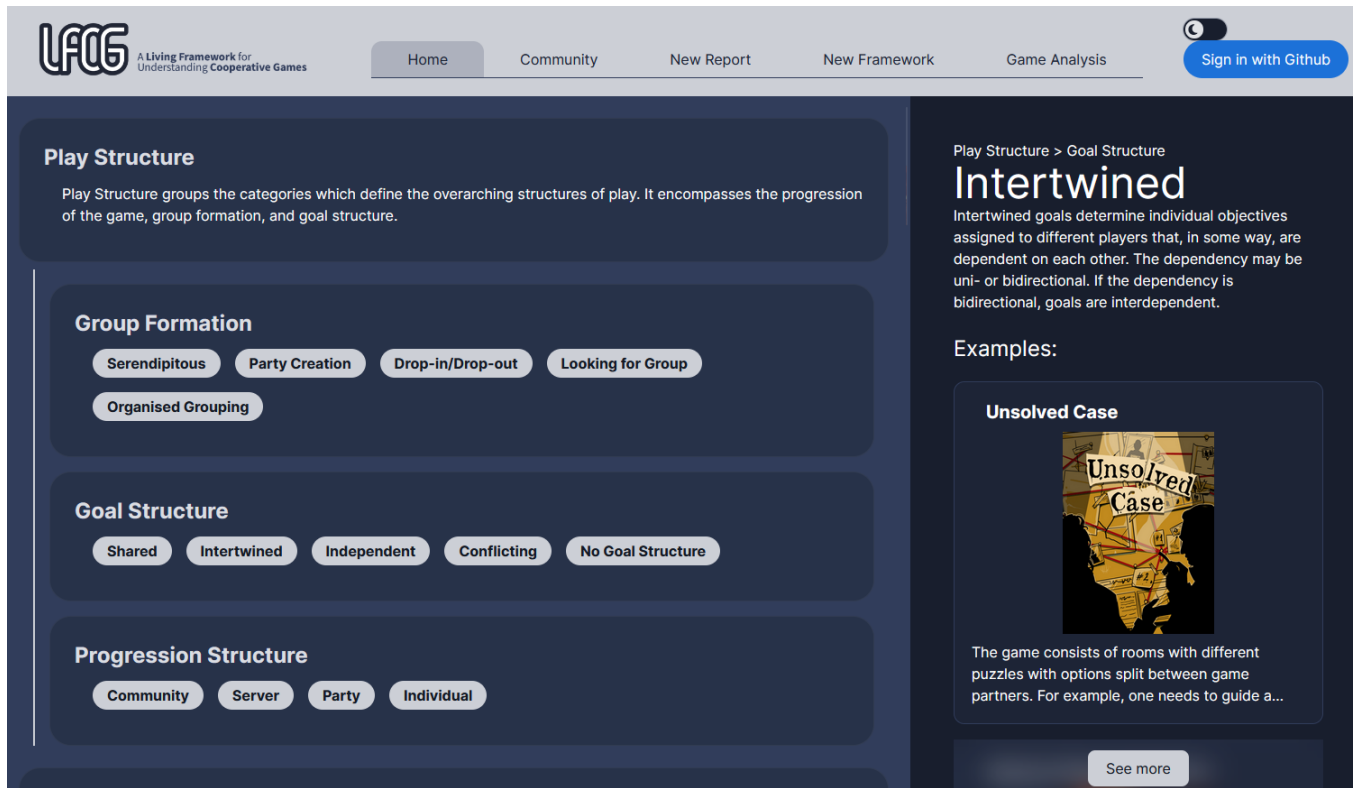 LFCG
A Living Framework for
Understanding Cooperative Games
Home
Community
New Report
New Framework
Game Analysis
Sign in with Github
Play Structure
Play Structure groups the categories which define the overarching structures of play. It encompasses the progression
of the game, group formation, and goal structure.
Group Formation
Serendipitous
Party Creation
Drop-in/Drop-out
Looking for Group
Organised Grouping
Goal Structure
Shared
Intertwined
Independent
Conflicting
No Goal Structure
Progression Structure
Community
Server
Party
Individual
Play Structure > Goal Structure
Intertwined
Intertwined goals determine individual objectives
assigned to different players that, in some way, are
dependent on each other. The dependency may be
uni- or bidirectional. If the dependency is
bidirectional, goals are interdependent.
Examples:
Unsolved Case
Unsolved
Case
The game consists of rooms with different
puzzles with options split between game
partners. For example, one needs to guide a...
See more